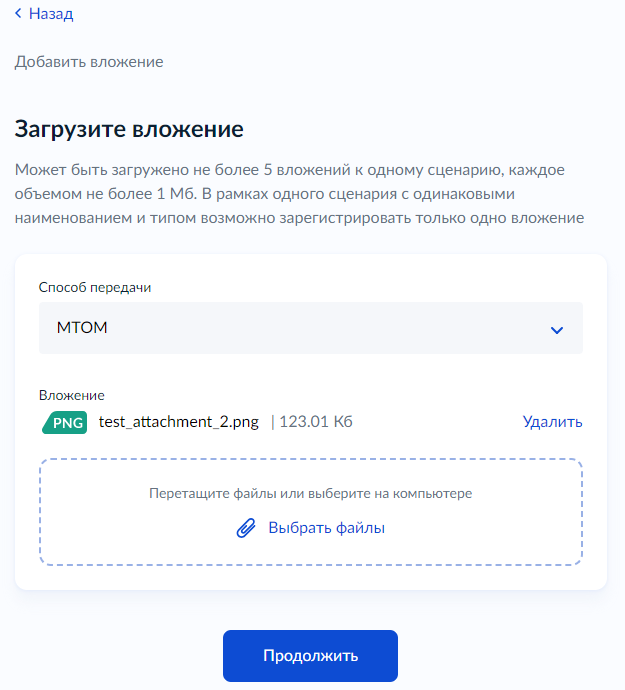 Назад
Добавить вложение
Загрузите вложение
Может быть загружено не более 5 вложений к одному сценарию, каждое
объемом не более 1 Мб. В рамках одного сценария с одинаковыми
наименованием и типом возможно зарегистрировать только одно вложение
Способ передачи
MTOM
Вложение
PNG test_attachment_2.png | 123.01 Кб Удалить
Перетащите файлы или выберите на компьютере
Выбрать файлы
Продолжить